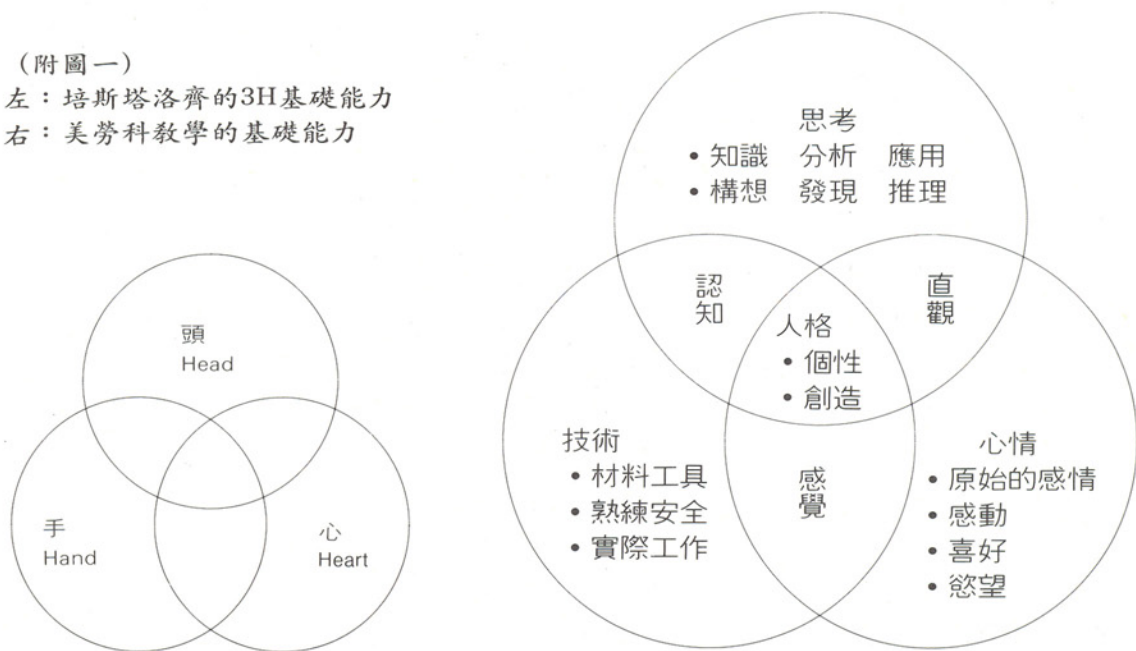 (附圖一)
左：培斯塔洛齊的3H基礎能力
右：美勞科教學的基礎能力
頭
Head
手
Hand
心
Heart
思考
• 知識 分析 應用
• 構想 發現 推理
認知
直觀
人格
• 個性
• 創造
技術
• 材料工具
• 熟練安全
• 實際工作
感覺
心情
• 原始的感情
• 感動
• 喜好
• 慾望